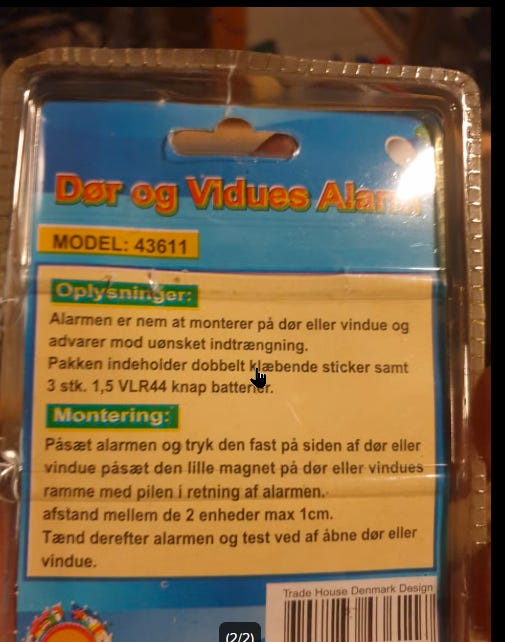 Dør og Vidues Alarm
MODEL: 43611
Oplysninger:
Alarmen er nem at monterer på dør eller vindue og
advarer mod uønsket indtrængning.
Pakken indeholder dobbelt klæbende sticker samt
3 stk. 1,5 VLR44 knap batterier.
Montering:
Påsæt alarmen og tryk den fast på siden af dør eller
vindue påsæt den lille magnet på dør eller vindues
ramme med pilen i retning af alarmen.
afstand mellem de 2 enheder max 1cm.
Tænd derefter alarmen og test ved af åbne dør eller
vindue.
Trade House Denmark Design
(2/2)